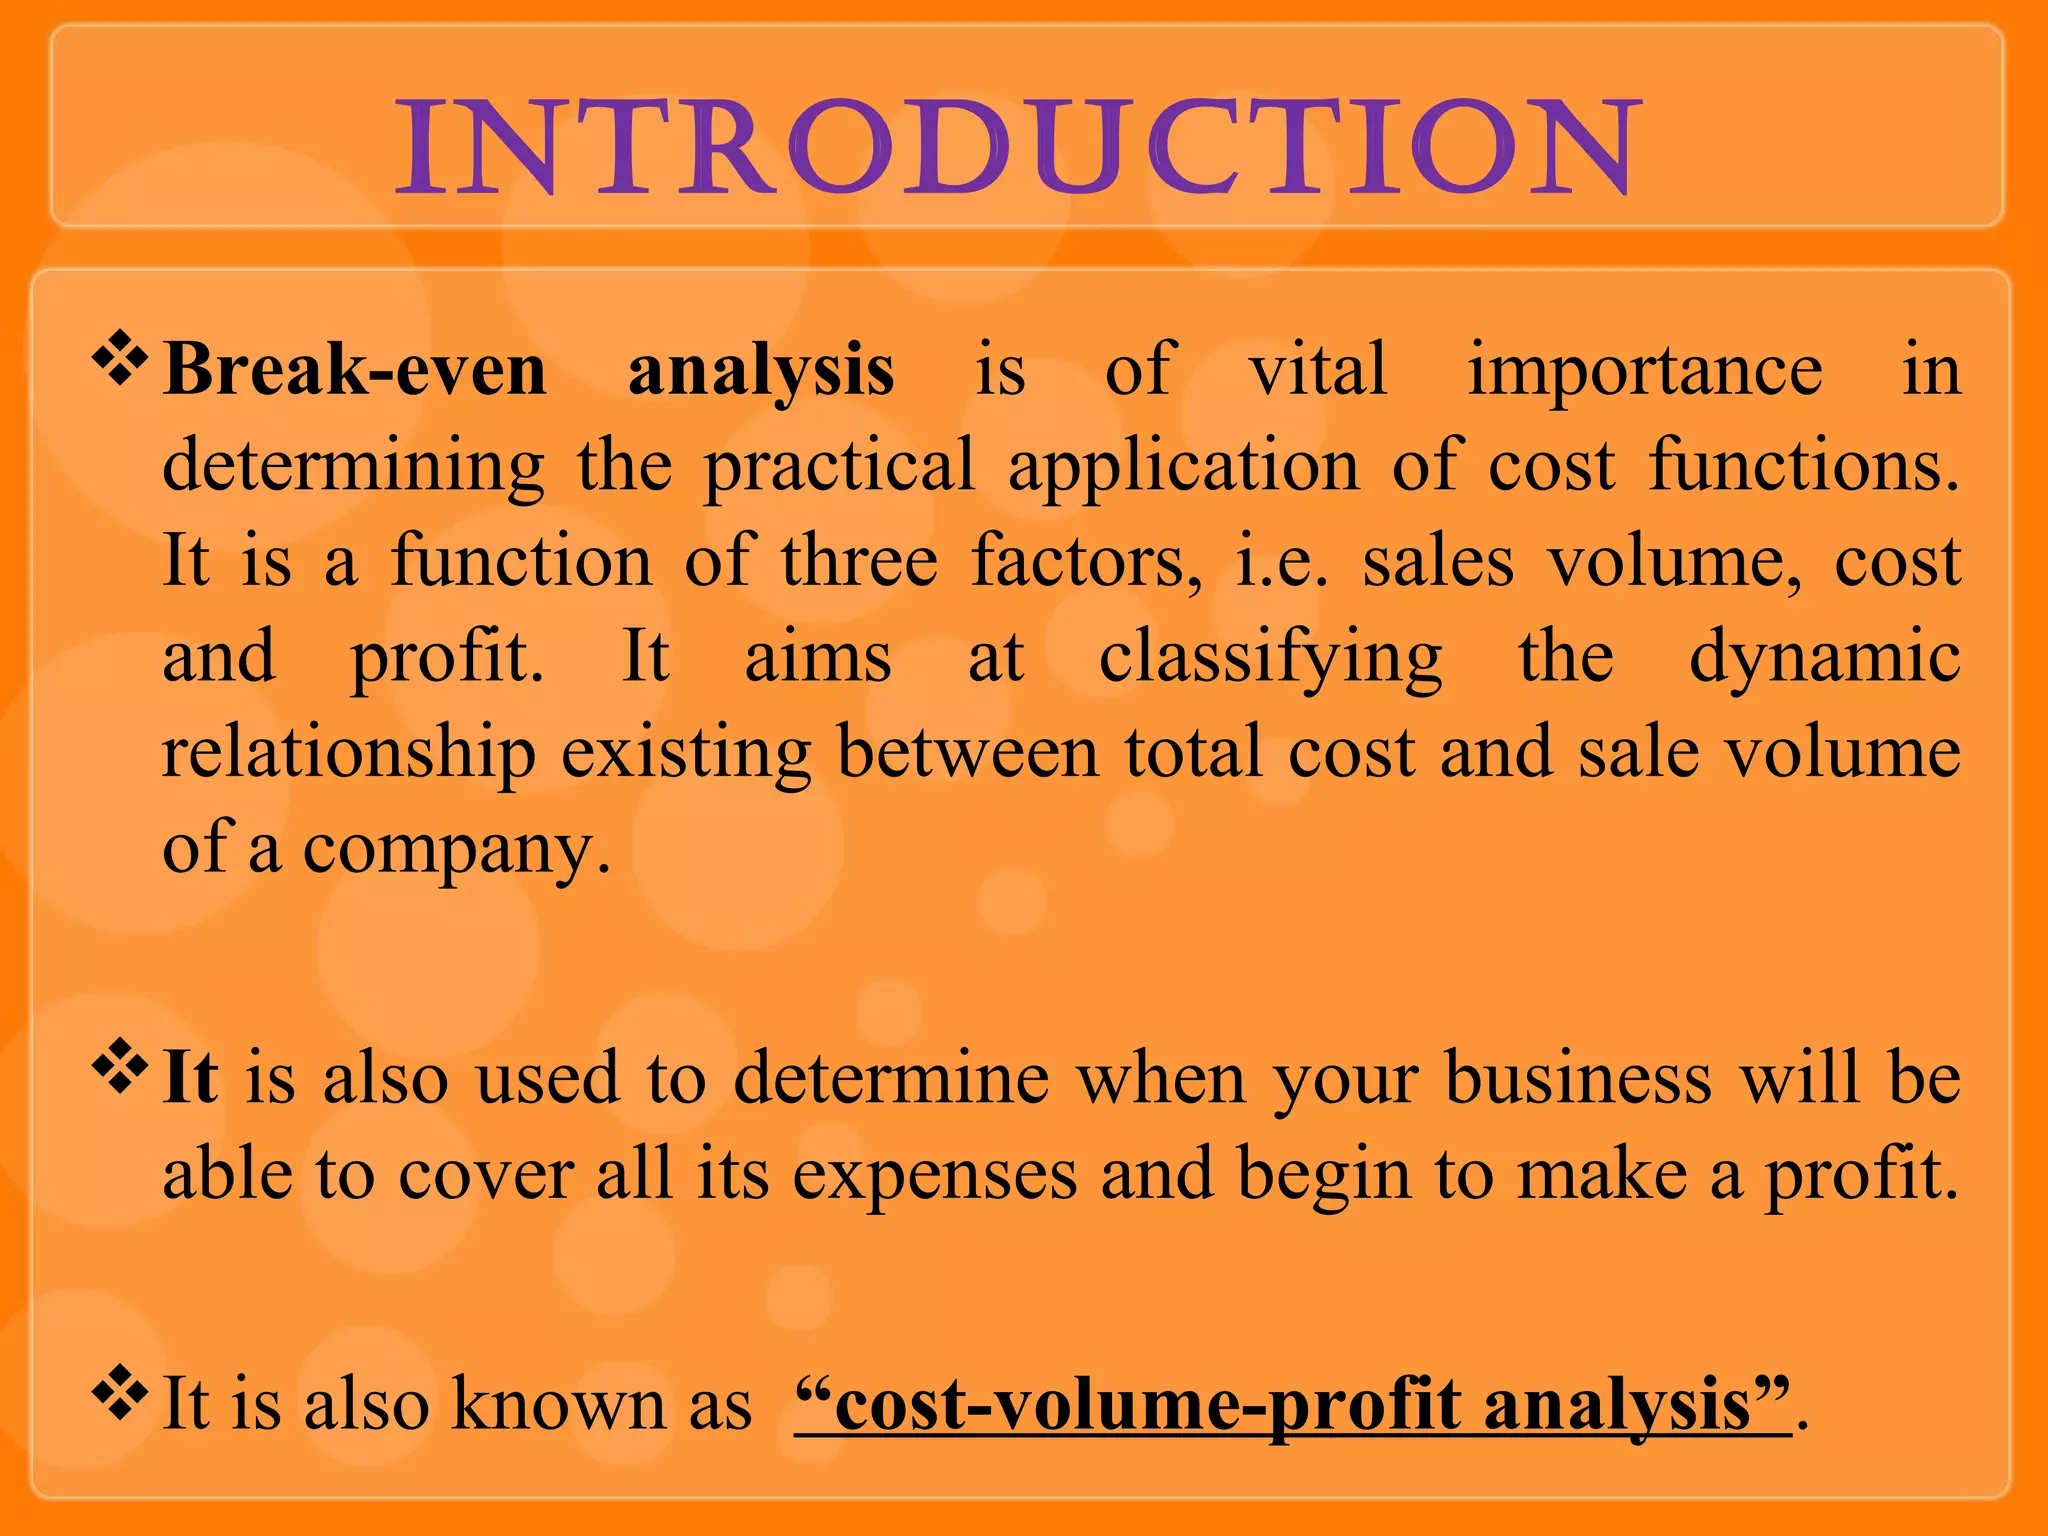 INTRODUCTION
❖Break-even analysis is of vital importance in
determining the practical application of cost functions.
It is a function of three factors, i.e. sales volume, cost
and profit. It aims at classifying the dynamic
relationship existing between total cost and sale volume
of a company.
❖It is also used to determine when your business will be
able to cover all its expenses and begin to make a profit.
❖It is also known as “cost-volume-profit analysis”.